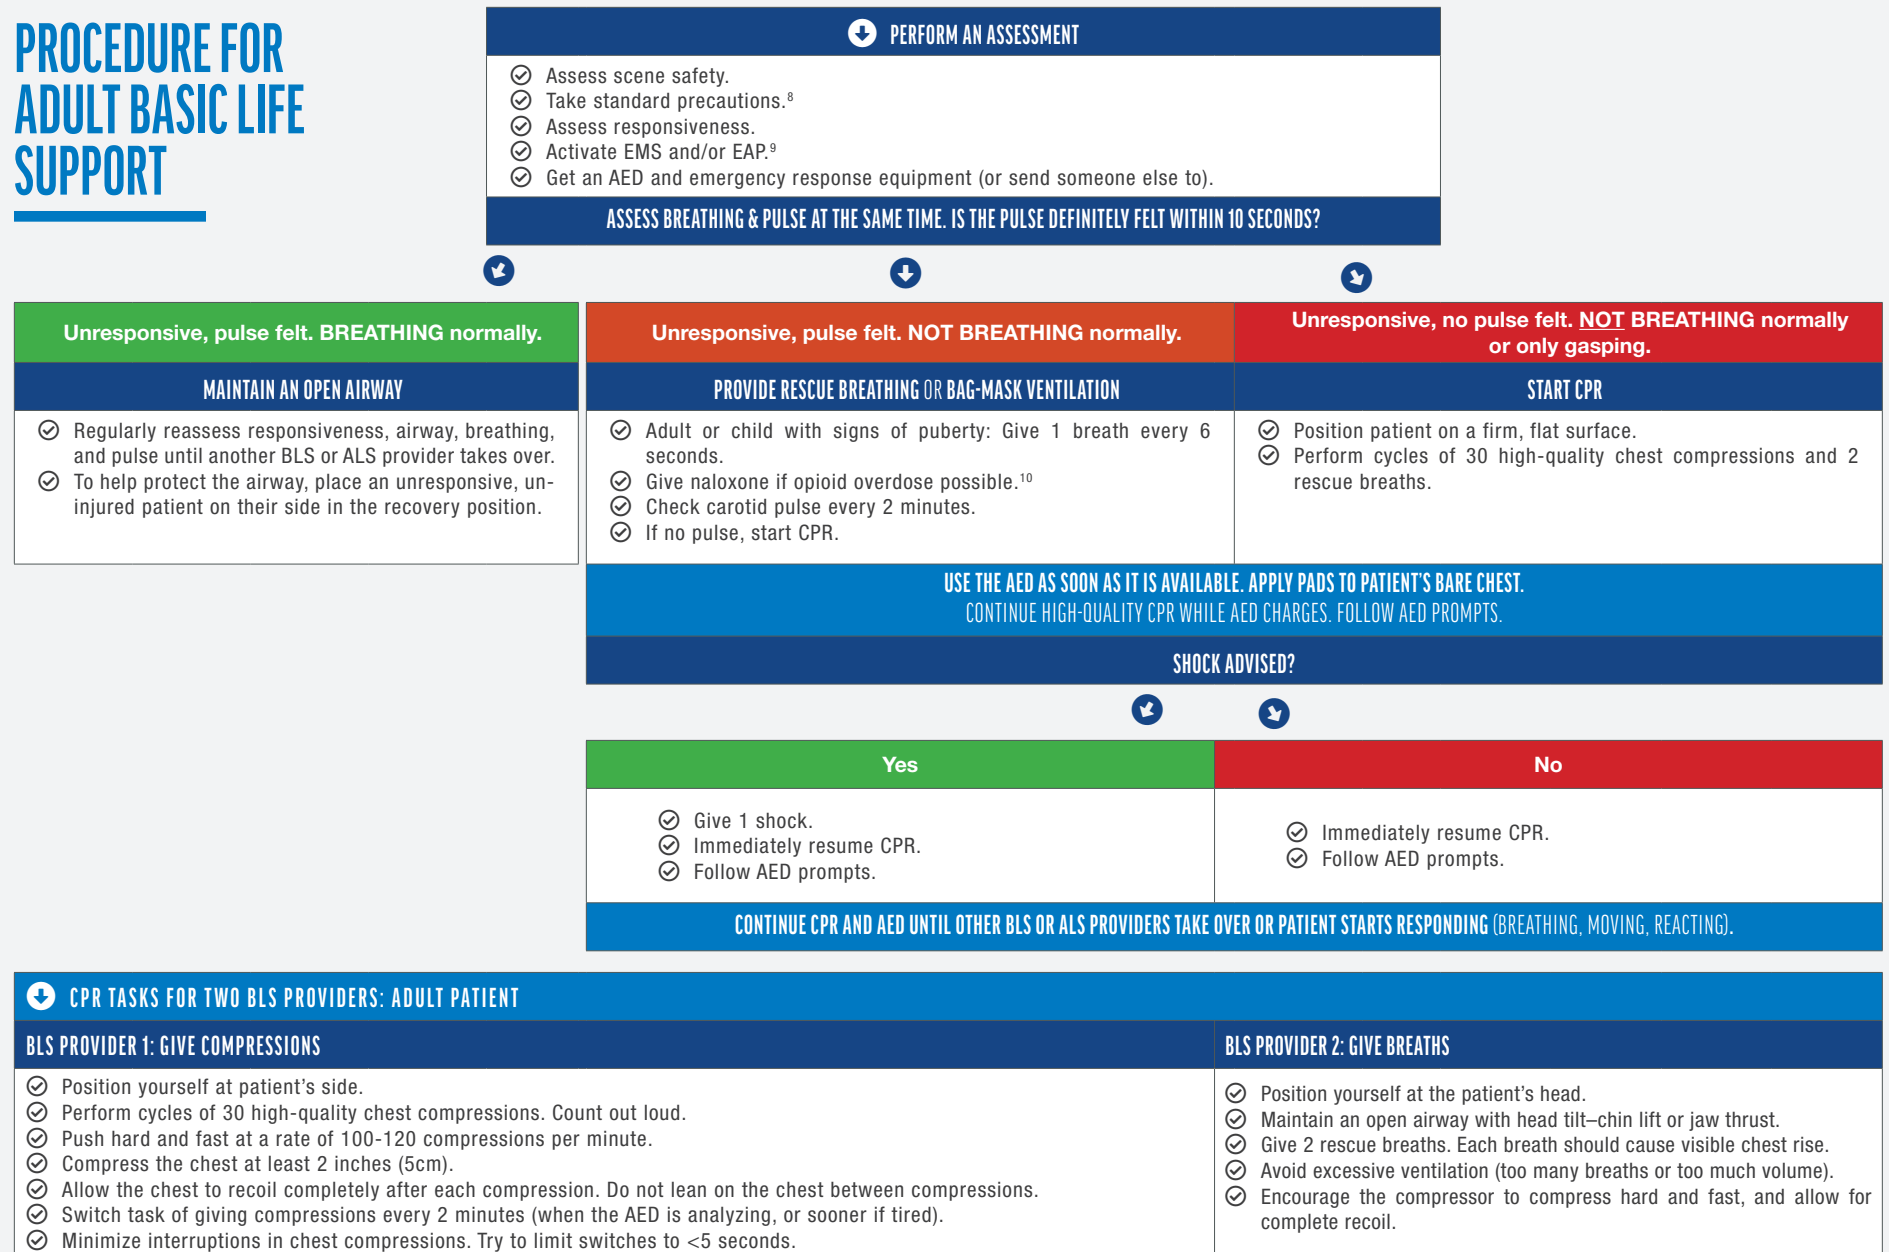 PROCEDURE FOR
ADULT BASIC LIFE
SUPPORT
PERFORM AN ASSESSMENT
Assess scene safety.
Take standard precautions.⁸
Assess responsiveness.
Activate EMS and/or EAP.⁹
Get an AED and emergency response equipment (or send someone else to).
ASSESS BREATHING & PULSE AT THE SAME TIME. IS THE PULSE DEFINITELY FELT WITHIN 10 SECONDS?
Unresponsive, pulse felt. BREATHING normally.
MAINTAIN AN OPEN AIRWAY
Regularly reassess responsiveness, airway, breathing,
and pulse until another BLS or ALS provider takes over.
To help protect the airway, place an unresponsive, un-
injured patient on their side in the recovery position.
Unresponsive, pulse felt. NOT BREATHING normally.
PROVIDE RESCUE BREATHING OR BAG-MASK VENTILATION
Adult or child with signs of puberty: Give 1 breath every 6
seconds.
Give naloxone if opioid overdose possible.¹⁰
Check carotid pulse every 2 minutes.
If no pulse, start CPR.
Unresponsive, no pulse felt. NOT BREATHING normally
or only gasping.
START CPR
Position patient on a firm, flat surface.
Perform cycles of 30 high-quality chest compressions and 2
rescue breaths.
USE THE AED AS SOON AS IT IS AVAILABLE. APPLY PADS TO PATIENT'S BARE CHEST.
CONTINUE HIGH-QUALITY CPR WHILE AED CHARGES. FOLLOW AED PROMPTS.
SHOCK ADVISED?
Yes
Give 1 shock.
Immediately resume CPR.
Follow AED prompts.
No
Immediately resume CPR.
Follow AED prompts.
CONTINUE CPR AND AED UNTIL OTHER BLS OR ALS PROVIDERS TAKE OVER OR PATIENT STARTS RESPONDING (BREATHING, MOVING, REACTING).
CPR TASKS FOR TWO BLS PROVIDERS: ADULT PATIENT
BLS PROVIDER 1: GIVE COMPRESSIONS
Position yourself at patient's side.
Perform cycles of 30 high-quality chest compressions. Count out loud.
Push hard and fast at a rate of 100-120 compressions per minute.
Compress the chest at least 2 inches (5cm).
Allow the chest to recoil completely after each compression. Do not lean on the chest between compressions.
Switch task of giving compressions every 2 minutes (when the AED is analyzing, or sooner if tired).
Minimize interruptions in chest compressions. Try to limit switches to <5 seconds.
BLS PROVIDER 2: GIVE BREATHS
Position yourself at the patient's head.
Maintain an open airway with head tilt–chin lift or jaw thrust.
Give 2 rescue breaths. Each breath should cause visible chest rise.
Avoid excessive ventilation (too many breaths or too much volume).
Encourage the compressor to compress hard and fast, and allow for
complete recoil.